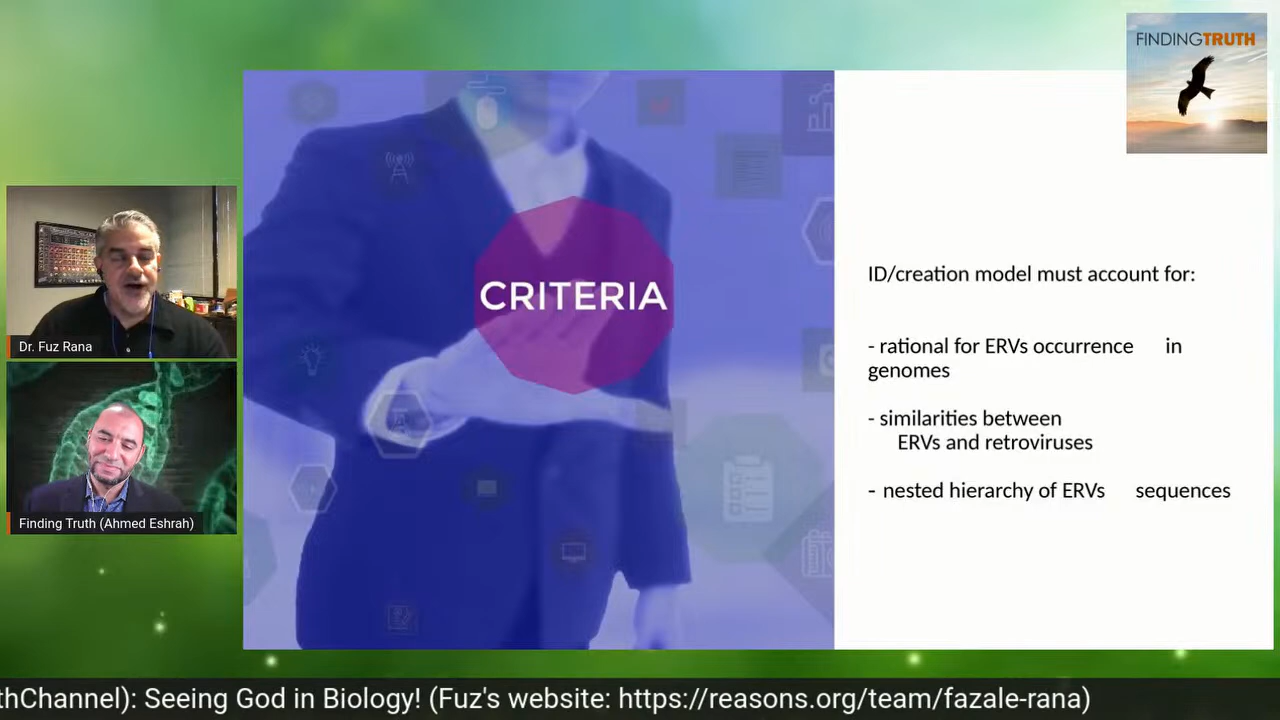 FINDINGTRUTH
CRITERIA
ID/creation model must account for:
- rational for ERVs occurrence in
genomes
- similarities between
ERVs and retroviruses
- nested hierarchy of ERVs sequences
Dr. Fuz Rana
Finding Truth (Ahmed Eshrah)
thChannel): Seeing God in Biology! (Fuz's website: https://reasons.org/team/fazale-rana)